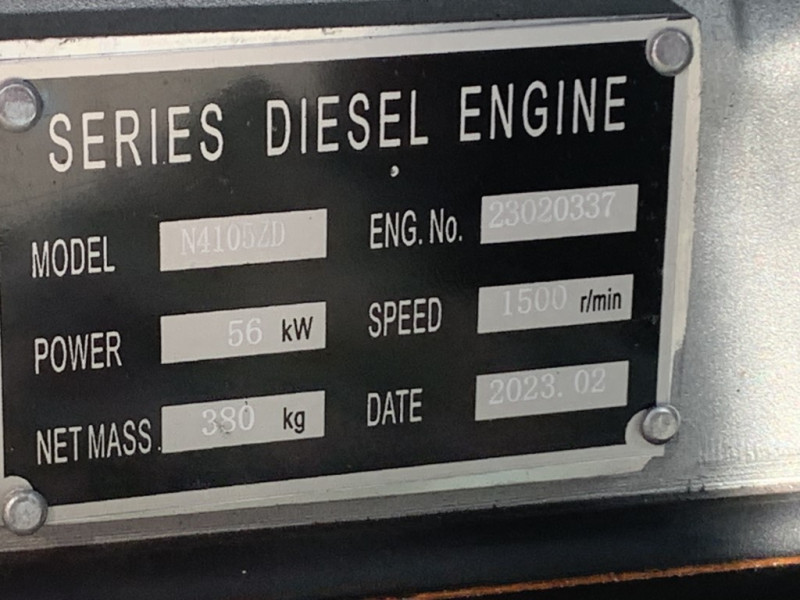 SERIES DIESEL ENGINE
MODEL N4105ZD ENG. No. 23020337
POWER 56 kW SPEED 1500 r/min
NET MASS. 380 kg DATE 2023. 02